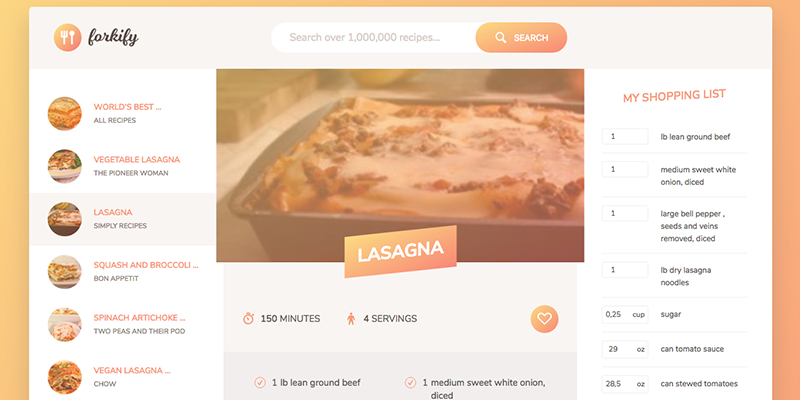 forkify
Search over 1,000,000 recipes...
SEARCH
WORLD'S BEST ...
ALL RECIPES
VEGETABLE LASAGNA
THE PIONEER WOMAN
LASAGNA
SIMPLY RECIPES
SQUASH AND BROCCOLI ...
BON APPETIT
SPINACH ARTICHOKE ...
TWO PEAS AND THEIR POD
VEGAN LASAGNA ...
CHOW
LASAGNA
150 MINUTES
4 SERVINGS
1 lb lean ground beef
1 medium sweet white onion,
diced
MY SHOPPING LIST
1 lb lean ground beef
1 medium sweet white
onion, diced
1 large bell pepper ,
seeds and veins
removed, diced
1 lb dry lasagna
noodles
0,25 cup sugar
29 oz can tomato sauce
28,5 oz can stewed tomatoes